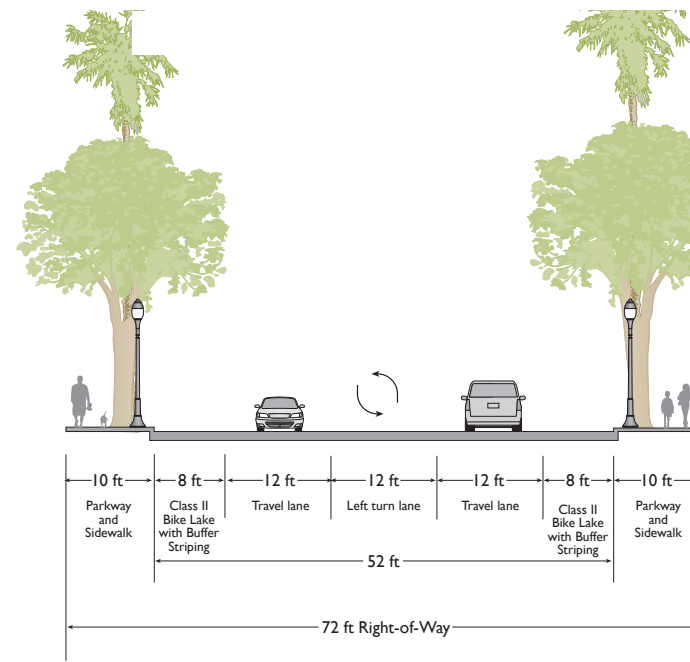 10 ft
8 ft
12 ft
12 ft
12 ft
8 ft
10 ft
Parkway
and
Sidewalk
Class II
Bike Lake
with Buffer
Striping
Travel lane
Left turn lane
Travel lane
Class II
Bike Lake
with Buffer
Striping
Parkway
and
Sidewalk
52 ft
72 ft Right-of-Way